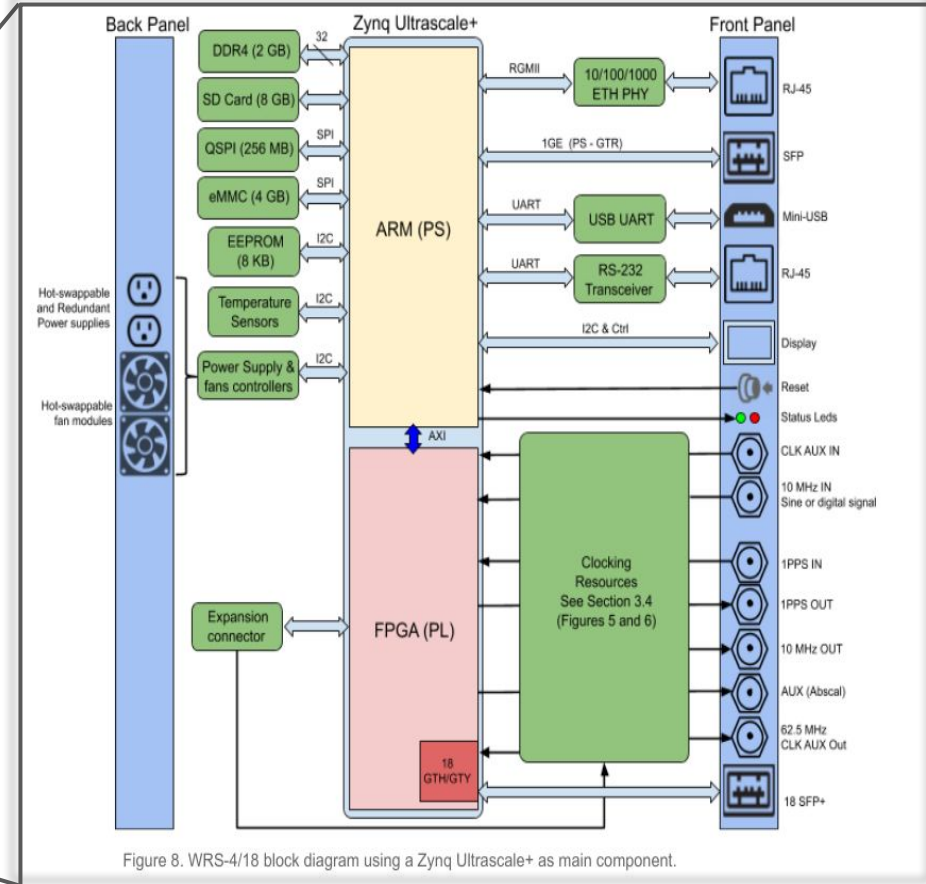 Back Panel
Zynq Ultrascale+
Front Panel
DDR4 (2 GB)
32
SD Card (8 GB)
QSPI (256 MB)
SPI
eMMC (4 GB)
SPI
EEPROM
(8 KB)
I2C
Temperature
Sensors
I2C
Power Supply &
fans controllers
I2C
Hot-swappable
and Redundant
Power supplies
Hot-swappable
fan modules
ARM (PS)
AXI
FPGA (PL)
18
GTH/GTY
Expansion
connector
RGMII
10/100/1000
ETH PHY
RJ-45
1GE (PS - GTR)
SFP
UART
USB UART
Mini-USB
UART
RS-232
Transceiver
RJ-45
I2C & Ctrl
Display
Reset
Status Leds
CLK AUX IN
10 MHz IN
Sine or digital signal
Clocking
Resources
See Section 3.4
(Figures 5 and 6)
1PPS IN
1PPS OUT
10 MHz OUT
AUX (Abscal)
62.5 MHz
CLK AUX Out
18 SFP+
Figure 8. WRS-4/18 block diagram using a Zynq Ultrascale+ as main component.